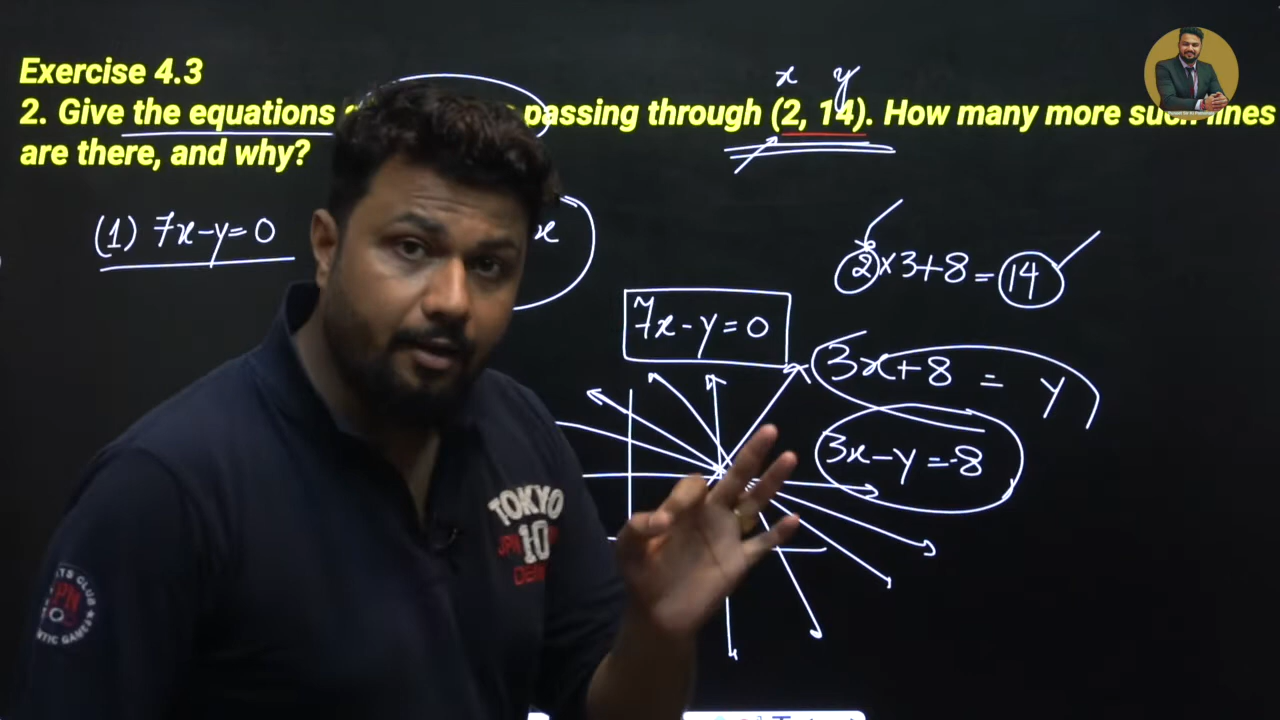 Exercise 4.3
x y
2. Give the equations passing through (2, 14). How many more such lines
are there, and why?
(1) 7x-y=0
x
2×3+8=14
7x-y=0
3x+8 = y
3x-y=-8
TOKYO
10